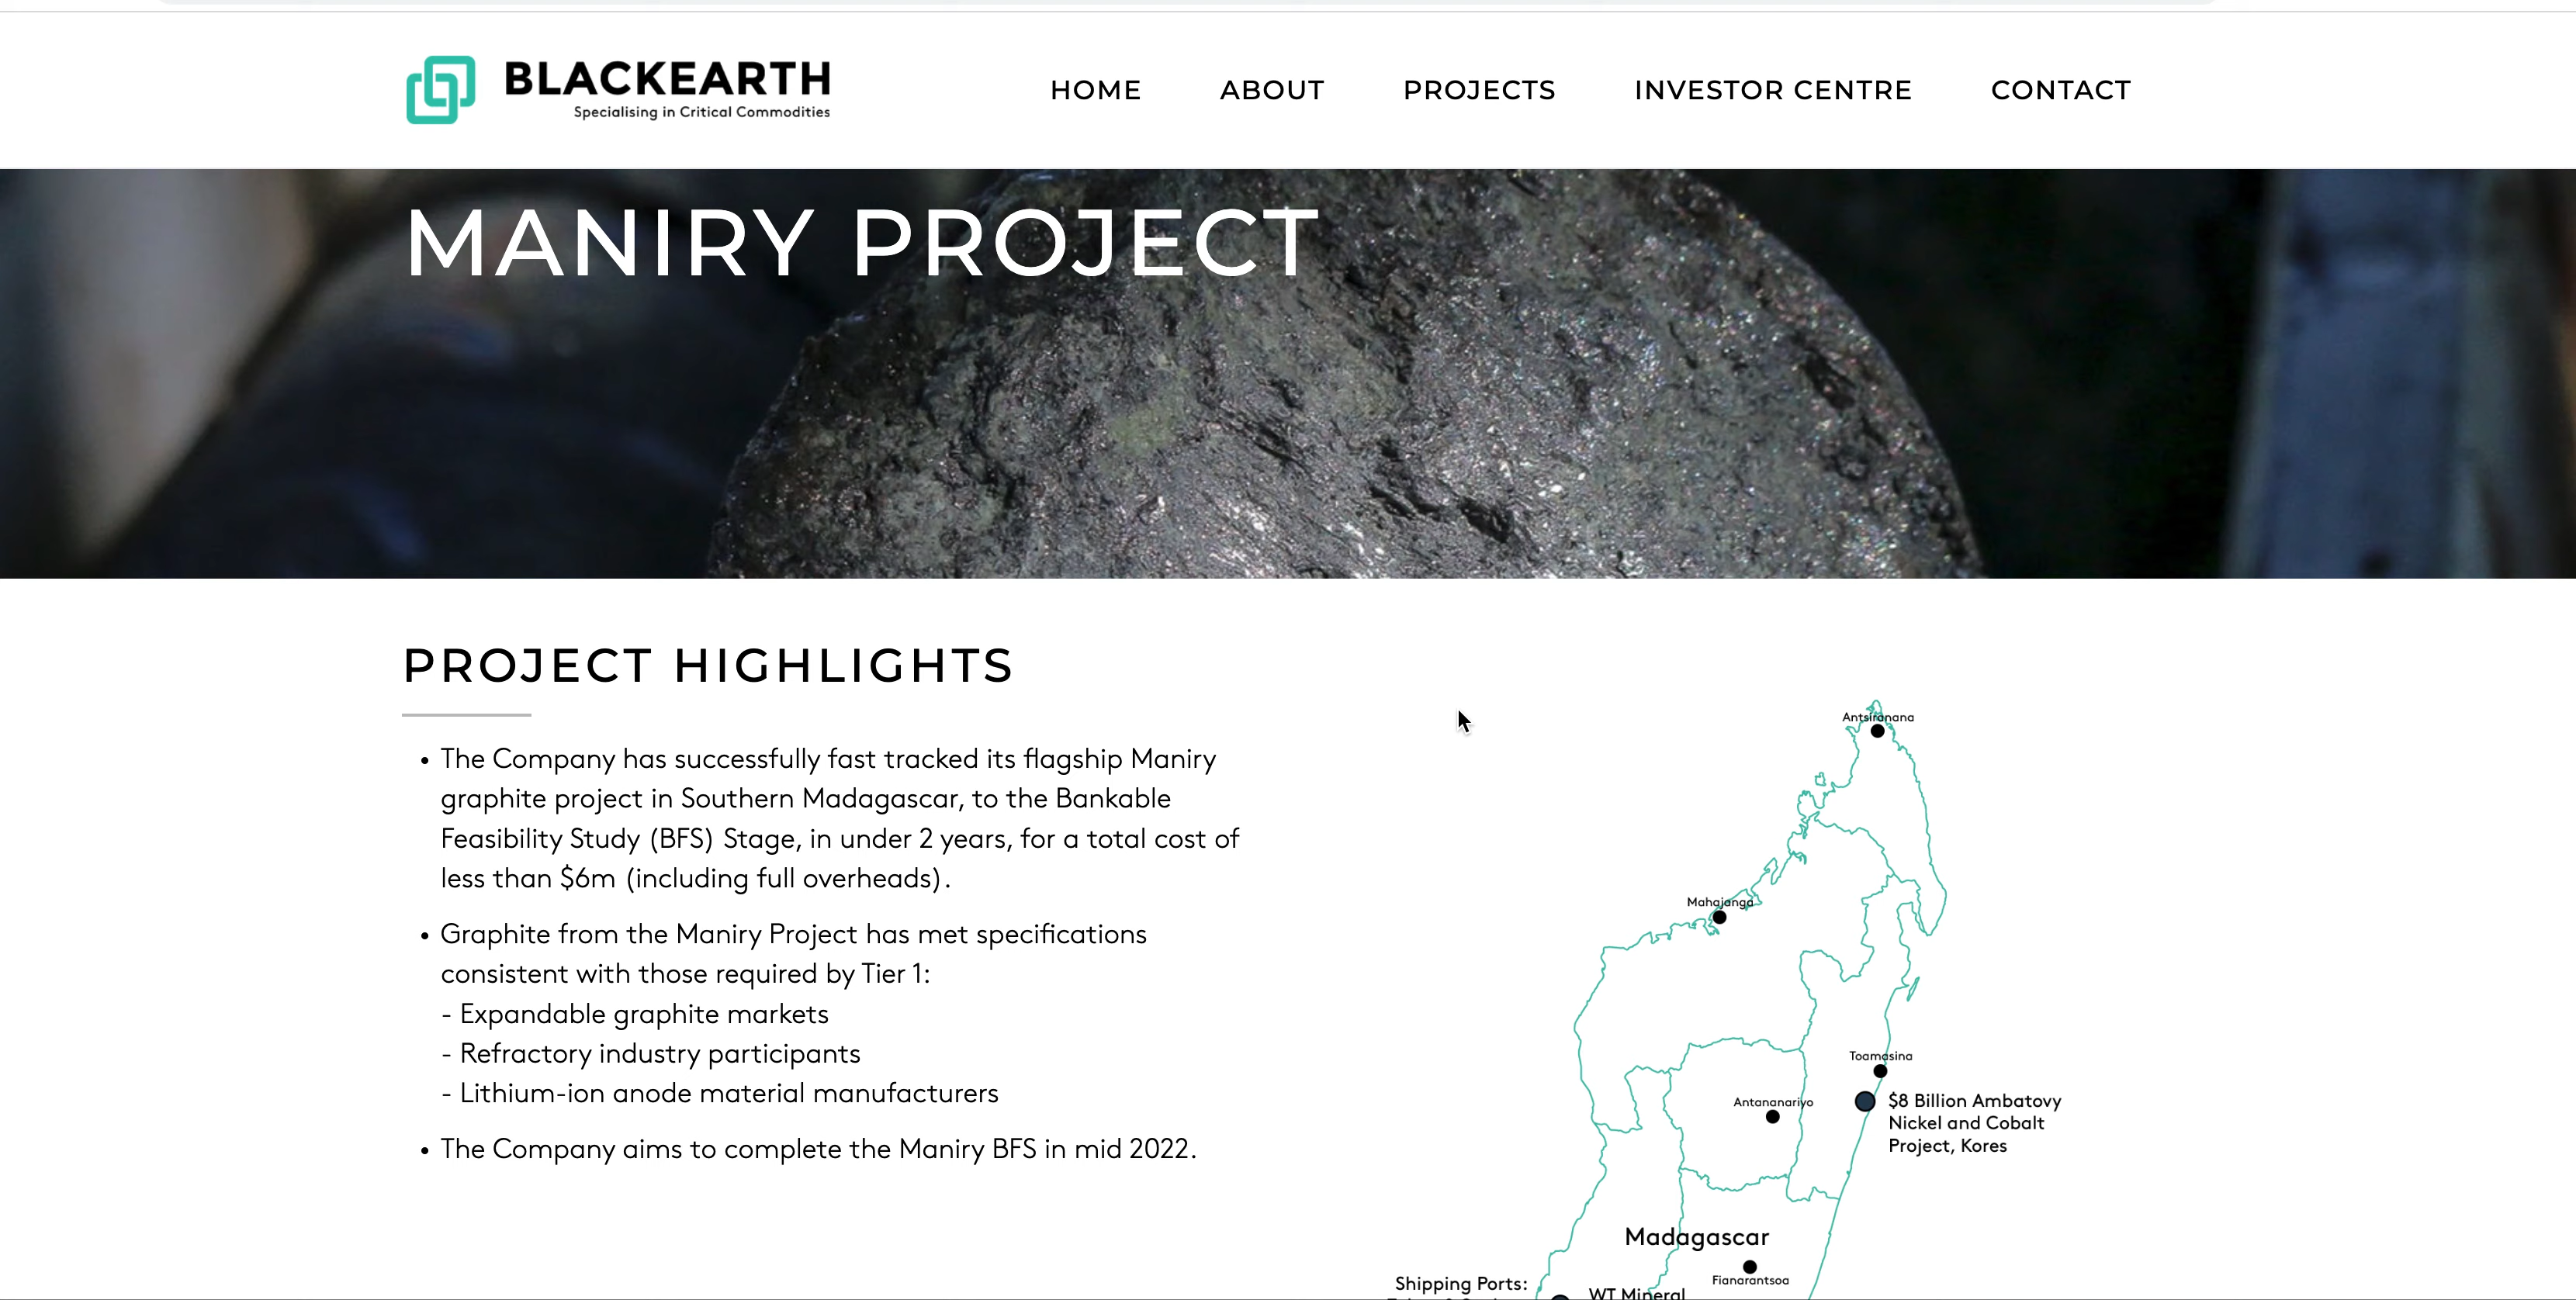 BLACKEARTH
Specialising in Critical Commodities
HOME
ABOUT
PROJECTS
INVESTOR CENTRE
CONTACT
MANIRY PROJECT
PROJECT HIGHLIGHTS
• The Company has successfully fast tracked its flagship Maniry
graphite project in Southern Madagascar, to the Bankable
Feasibility Study (BFS) Stage, in under 2 years, for a total cost of
less than $6m (including full overheads).
• Graphite from the Maniry Project has met specifications
consistent with those required by Tier 1:
- Expandable graphite markets
- Refractory industry participants
- Lithium-ion anode material manufacturers
• The Company aims to complete the Maniry BFS in mid 2022.
Antsiranana
Mahajanga
Toamasina
Antananarivo
$8 Billion Ambatovy
Nickel and Cobalt
Project, Kores
Madagascar
Fianarantsoa
Shipping Ports:
WT Mineral